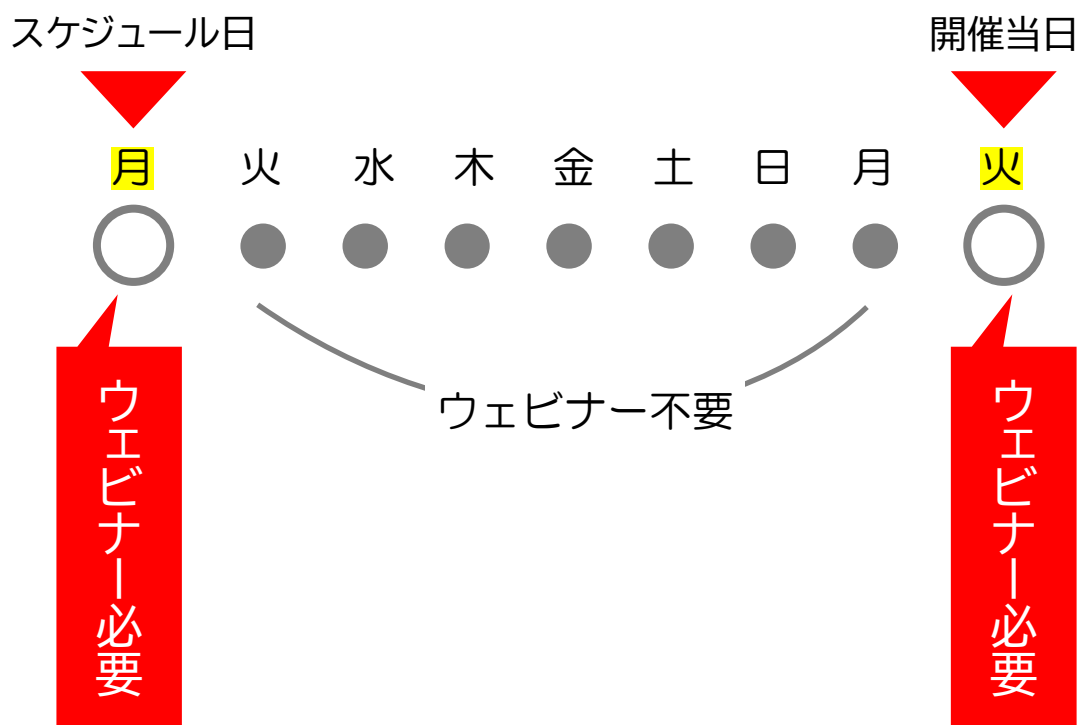 スケジュール日
開催当日
月 火 水 木 金 土 日 月 火
ウェビナー不要
ウェビナー必要
ウェビナー必要